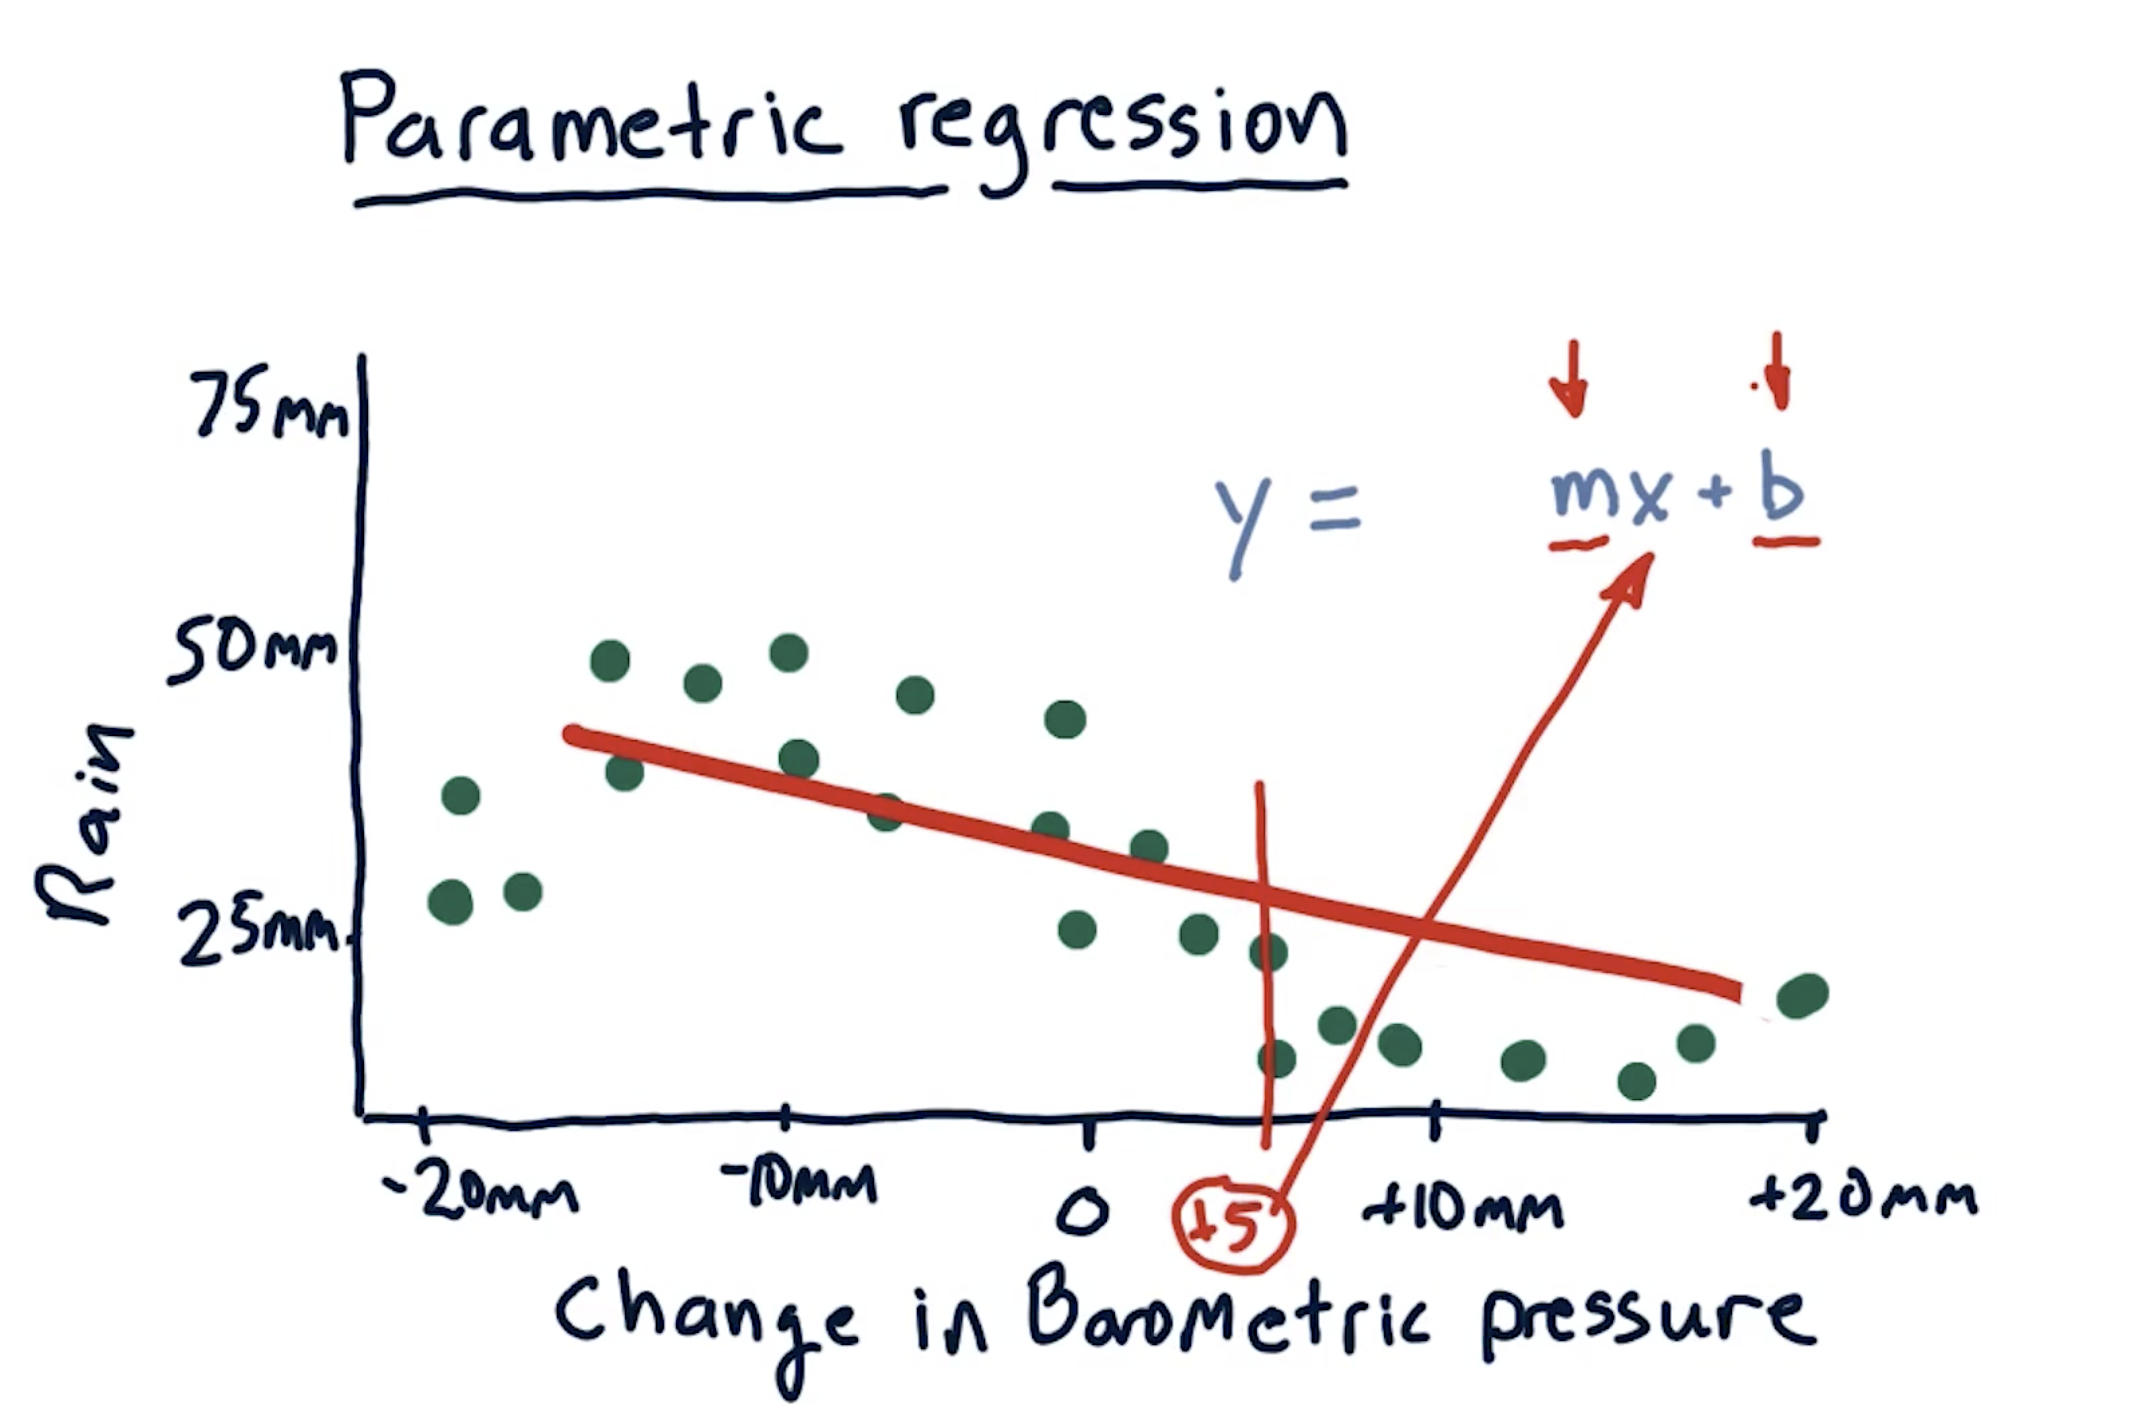 Parametric regression
75mm
y = mx + b
50mm
Rain
25mm
-20mm -10mm 0 +5 +10mm +20mm
Change in Barometric pressure